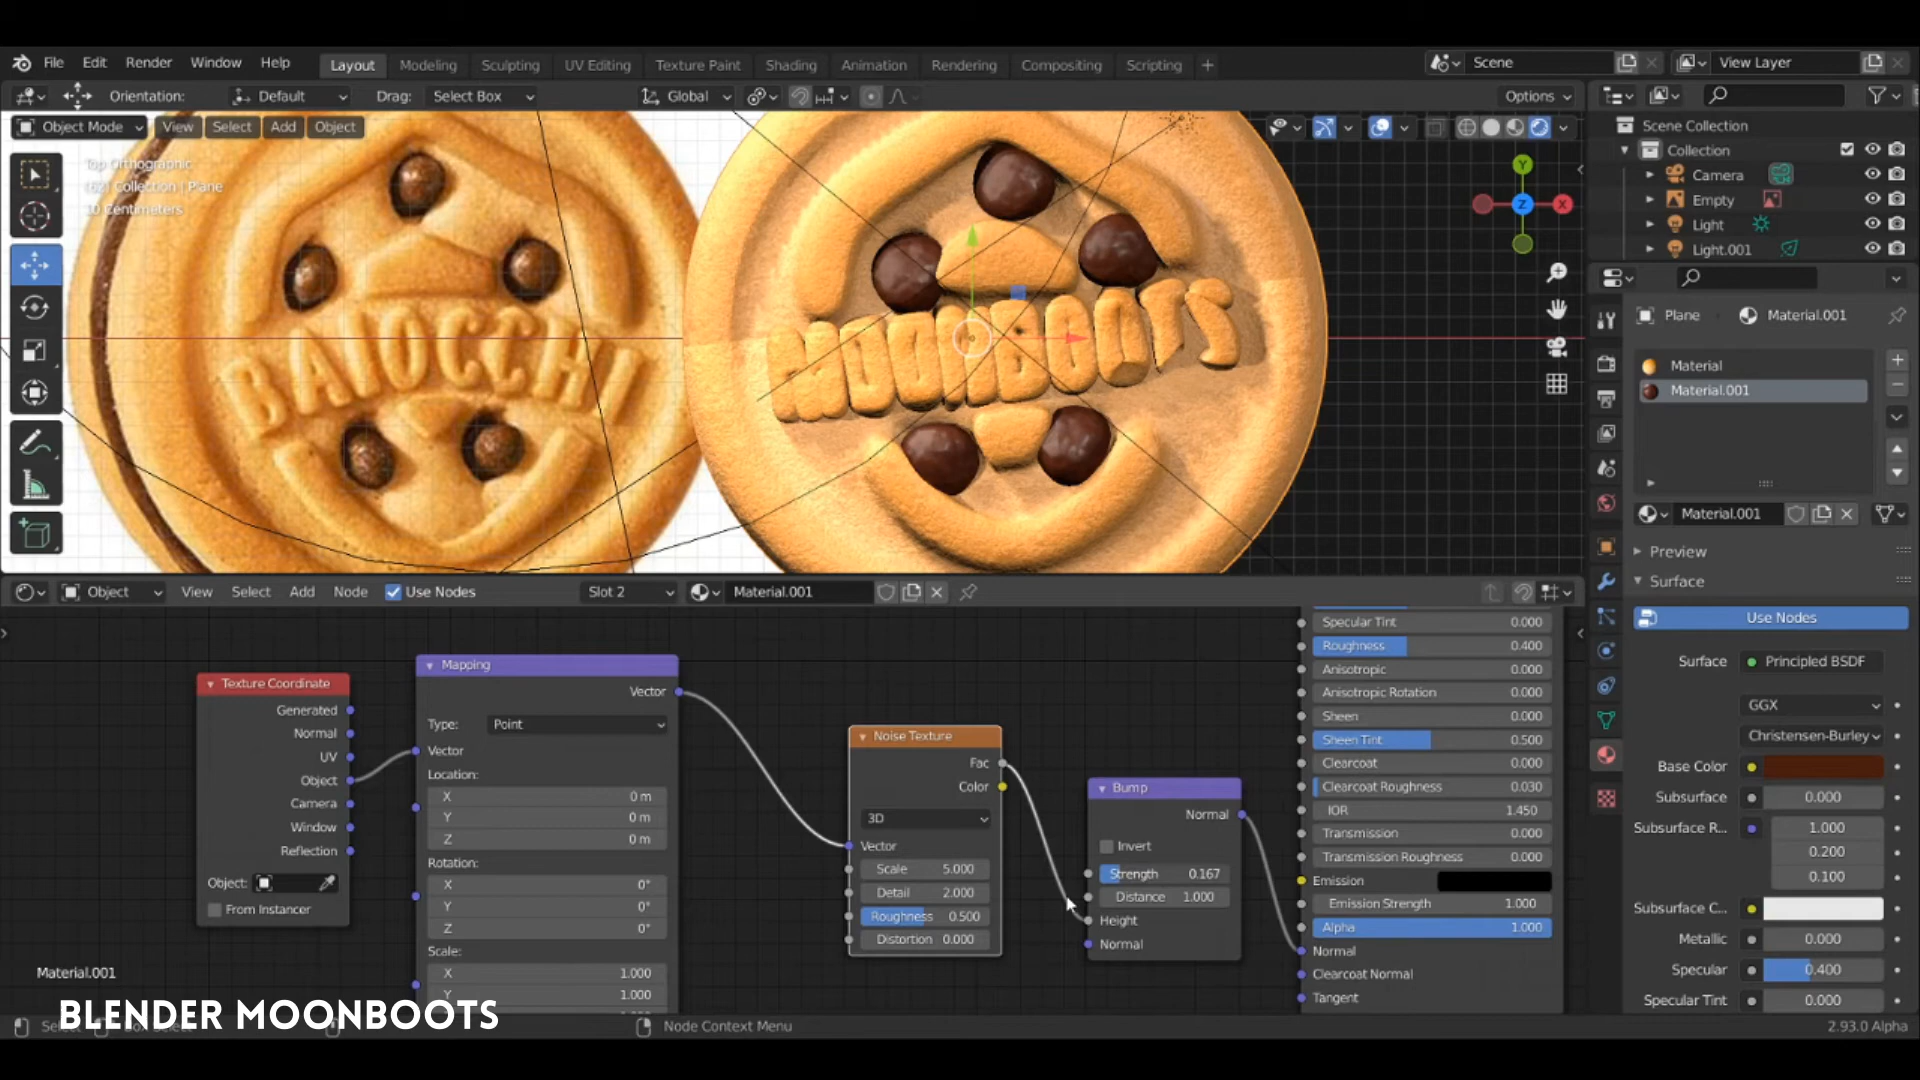 File Edit Render Window Help Layout Modeling Sculpting UV Editing Texture Paint Shading Animation Rendering Compositing Scripting + Scene View Layer
Orientation: Default Drag: Select Box Global Options
Object Mode View Select Add Object
Top Orthographic
(62) Collection | Plane
10 Centimeters
BAIOCCHI
MOONBOOTS
Y
Z
X
Scene Collection
Collection
Camera
Empty
Light
Light.001
Plane Material.001
Material
Material.001
Material.001
Preview
Surface
Use Nodes
Surface Principled BSDF
GGX
Christensen-Burley
Base Color
Subsurface 0.000
Subsurface R... 1.000
0.200
0.100
Subsurface C...
Metallic 0.000
Specular 0.400
Specular Tint 0.000
Object View Select Add Node Use Nodes Slot 2 Material.001
Texture Coordinate
Generated
Normal
UV
Object
Camera
Window
Reflection
Object:
From Instancer
Mapping
Vector
Type: Point
Vector
Location:
X 0 m
Y 0 m
Z 0 m
Rotation:
X 0°
Y 0°
Z 0°
Scale:
X 1.000
Y 1.000
Noise Texture
Fac
Color
3D
Vector
Scale 5.000
Detail 2.000
Roughness 0.500
Distortion 0.000
Bump
Normal
Invert
Strength 0.167
Distance 1.000
Height
Normal
Specular Tint 0.000
Roughness 0.400
Anisotropic 0.000
Anisotropic Rotation 0.000
Sheen 0.000
Sheen Tint 0.500
Clearcoat 0.000
Clearcoat Roughness 0.030
IOR 1.450
Transmission 0.000
Transmission Roughness 0.000
Emission
Emission Strength 1.000
Alpha 1.000
Normal
Clearcoat Normal
Tangent
Material.001
BLENDER MOONBOOTS
Node Context Menu
2.93.0 Alpha